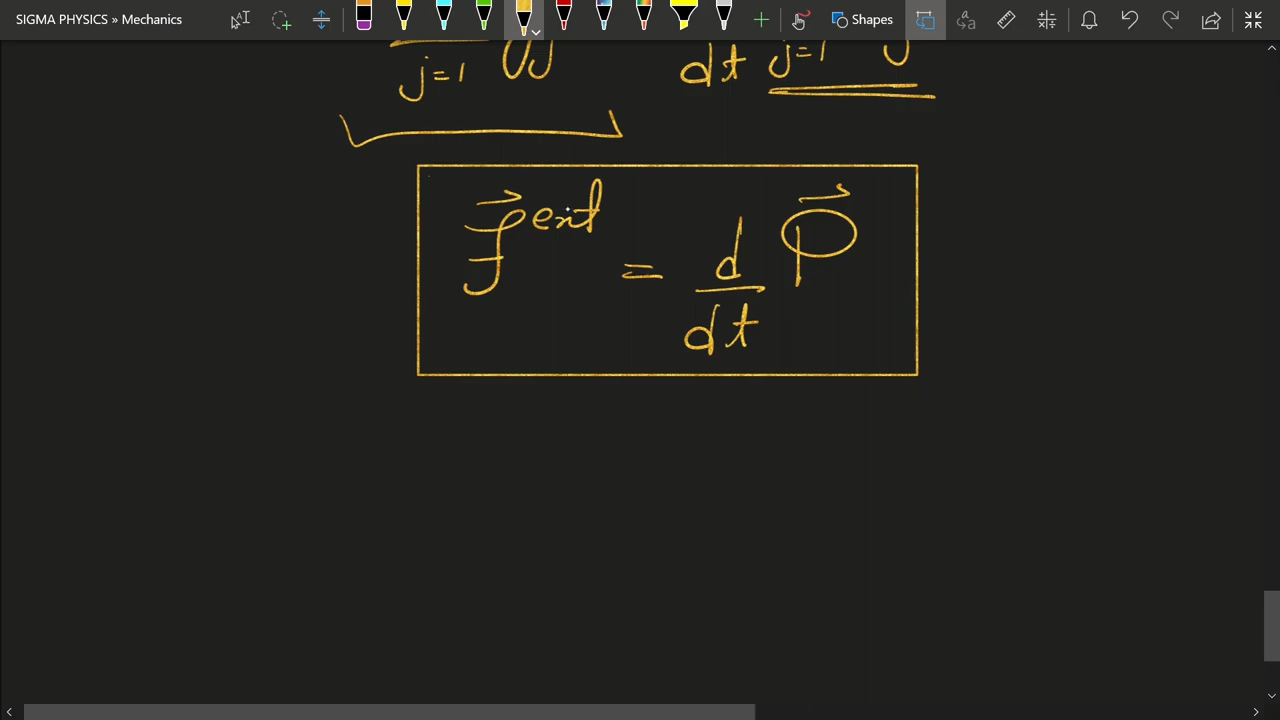 SIGMA PHYSICS » Mechanics
Shapes
j=1 dt j=1 j
f⃗ ext = d/dt P⃗